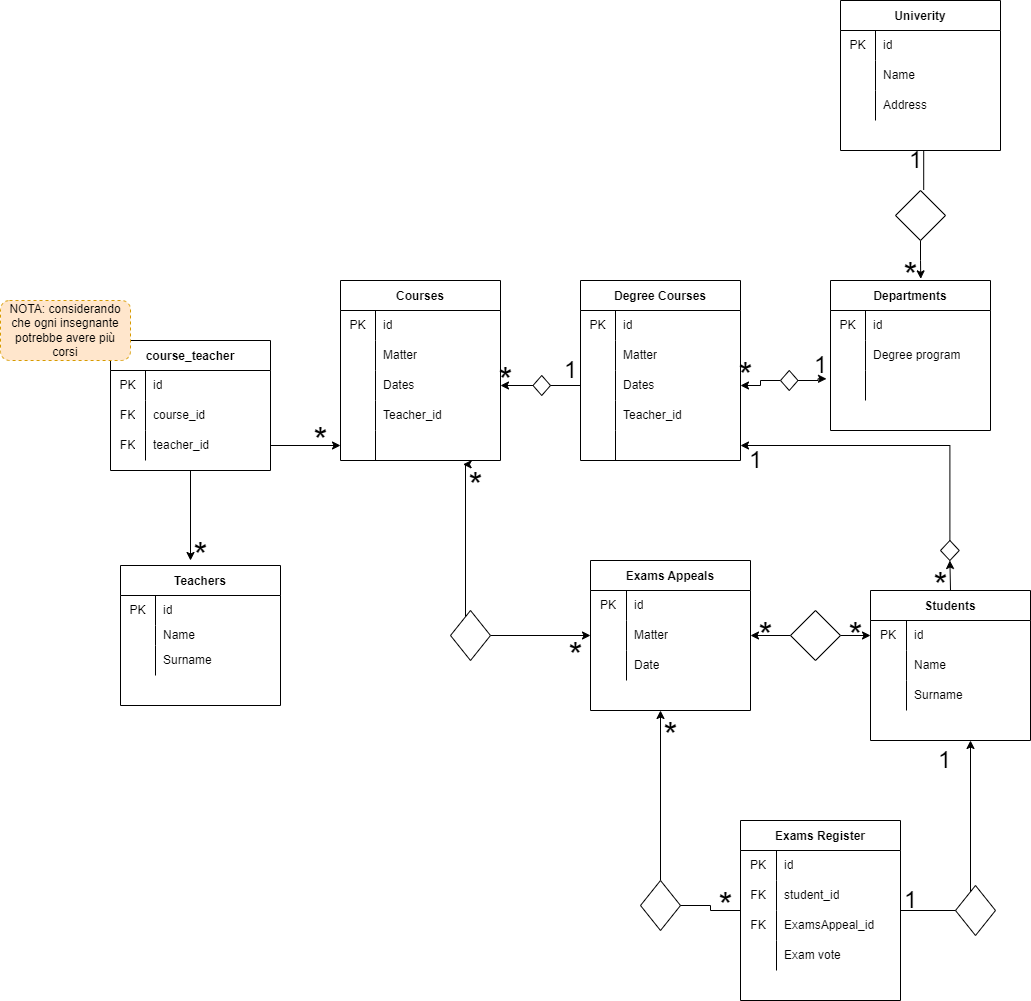 Univerity
PK id
Name
Address
1
*
Departments
PK id
Degree program
Degree Courses
PK id
Matter
Dates
Teacher_id
* 1
1
Courses
PK id
Matter
Dates
Teacher_id
* 1
*
NOTA: considerando
che ogni insegnante
potrebbe avere più
corsi
course_teacher
PK id
FK course_id
FK teacher_id
*
*
Teachers
PK id
Name
Surname
Exams Appeals
PK id
Matter
Date
*
* *
*
*
Students
PK id
Name
Surname
1
Exams Register
PK id
FK student_id
FK ExamsAppeal_id
Exam vote
* 1